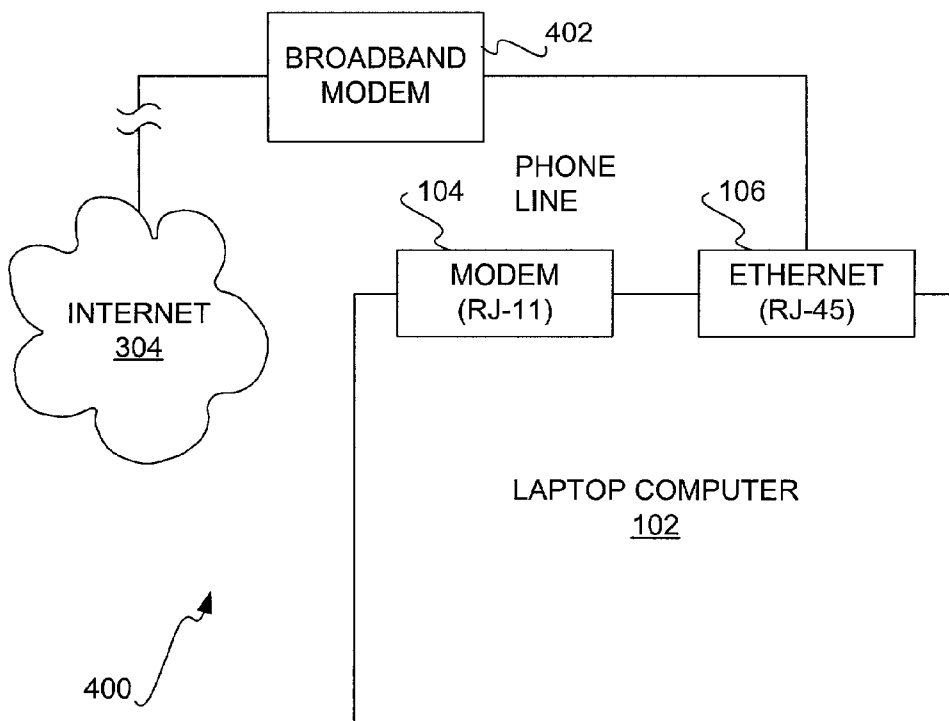 BROADBAND
MODEM
402
PHONE
LINE
104
106
MODEM
(RJ-11)
ETHERNET
(RJ-45)
INTERNET
304
LAPTOP COMPUTER
102
400